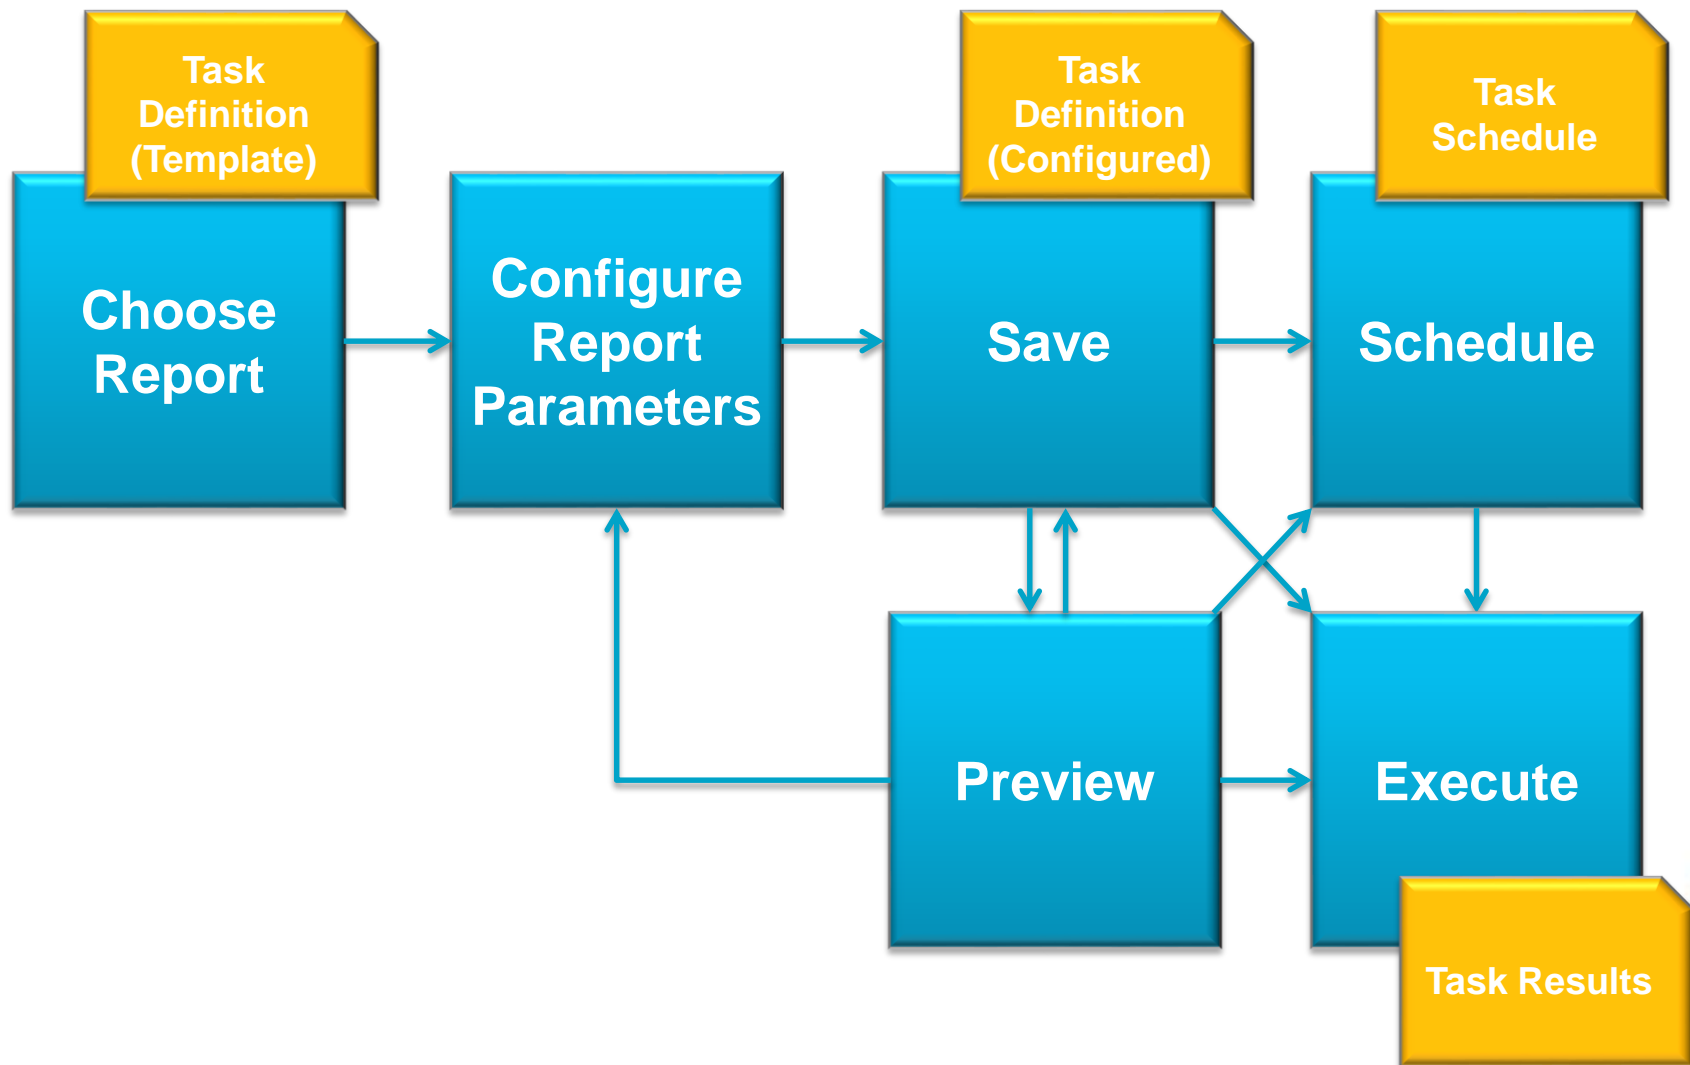 Task
Definition
(Template)
Task
Definition
(Configured)
Task
Schedule
Choose
Report
Configure
Report
Parameters
Save
Schedule
Preview
Execute
Task Results